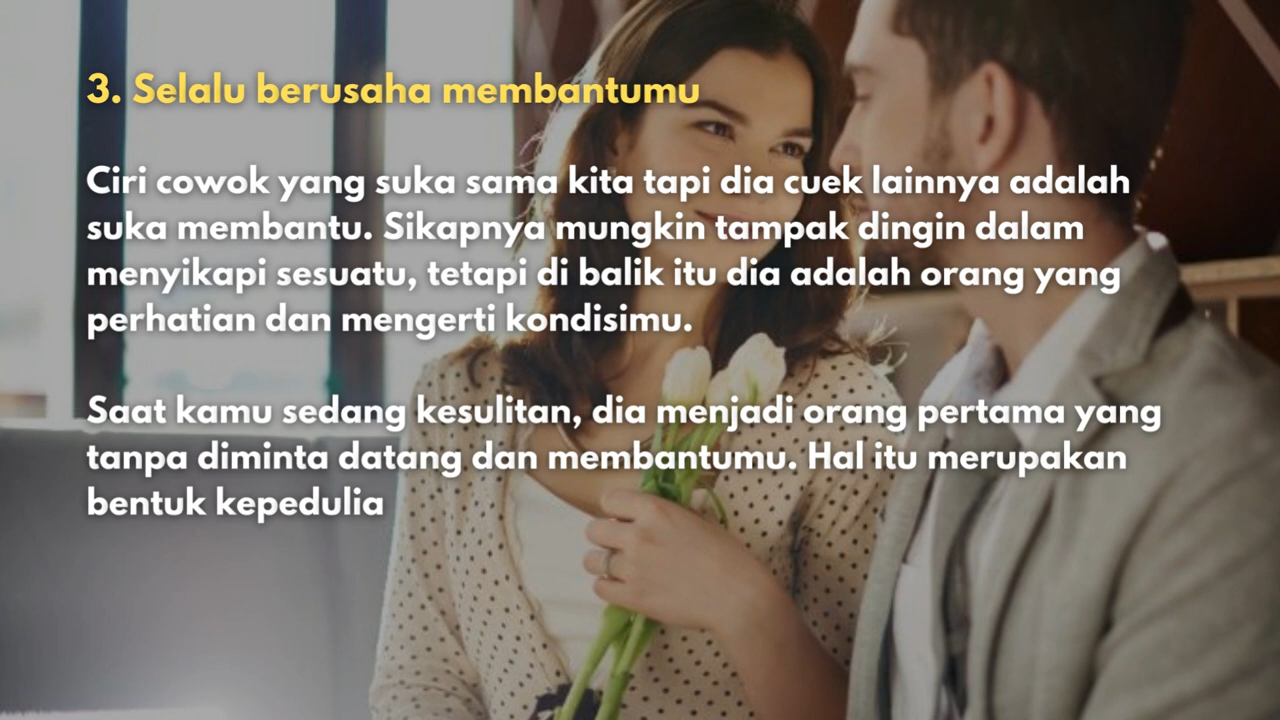 3. Selalu berusaha membantumu
Ciri cowok yang suka sama kita tapi dia cuek lainnya adalah
suka membantu. Sikapnya mungkin tampak dingin dalam
menyikapi sesuatu, tetapi di balik itu dia adalah orang yang
perhatian dan mengerti kondisimu.
Saat kamu sedang kesulitan, dia menjadi orang pertama yang
tanpa diminta datang dan membantumu. Hal itu merupakan
bentuk kepedulia